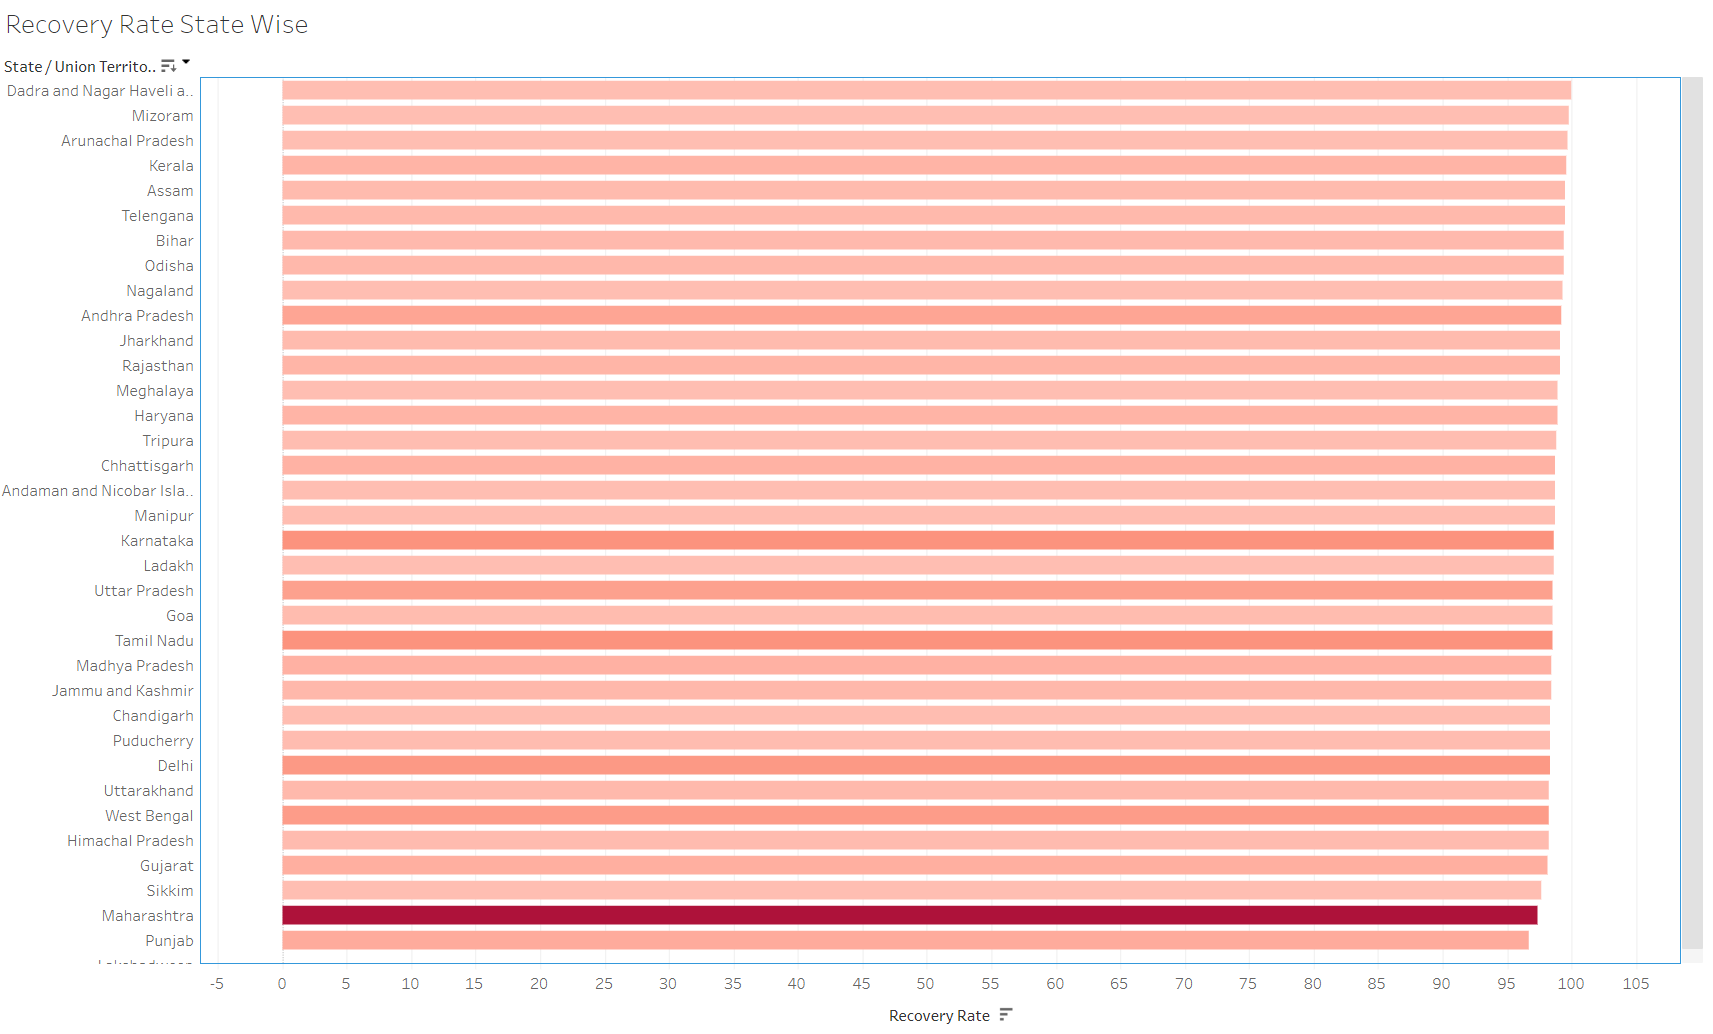 Recovery Rate State Wise
State / Union Territo..
Dadra and Nagar Haveli a..
Mizoram
Arunachal Pradesh
Kerala
Assam
Telengana
Bihar
Odisha
Nagaland
Andhra Pradesh
Jharkhand
Rajasthan
Meghalaya
Haryana
Tripura
Chhattisgarh
Andaman and Nicobar Isla..
Manipur
Karnataka
Ladakh
Uttar Pradesh
Goa
Tamil Nadu
Madhya Pradesh
Jammu and Kashmir
Chandigarh
Puducherry
Delhi
Uttarakhand
West Bengal
Himachal Pradesh
Gujarat
Sikkim
Maharashtra
Punjab
-5 0 5 10 15 20 25 30 35 40 45 50 55 60 65 70 75 80 85 90 95 100 105
Recovery Rate